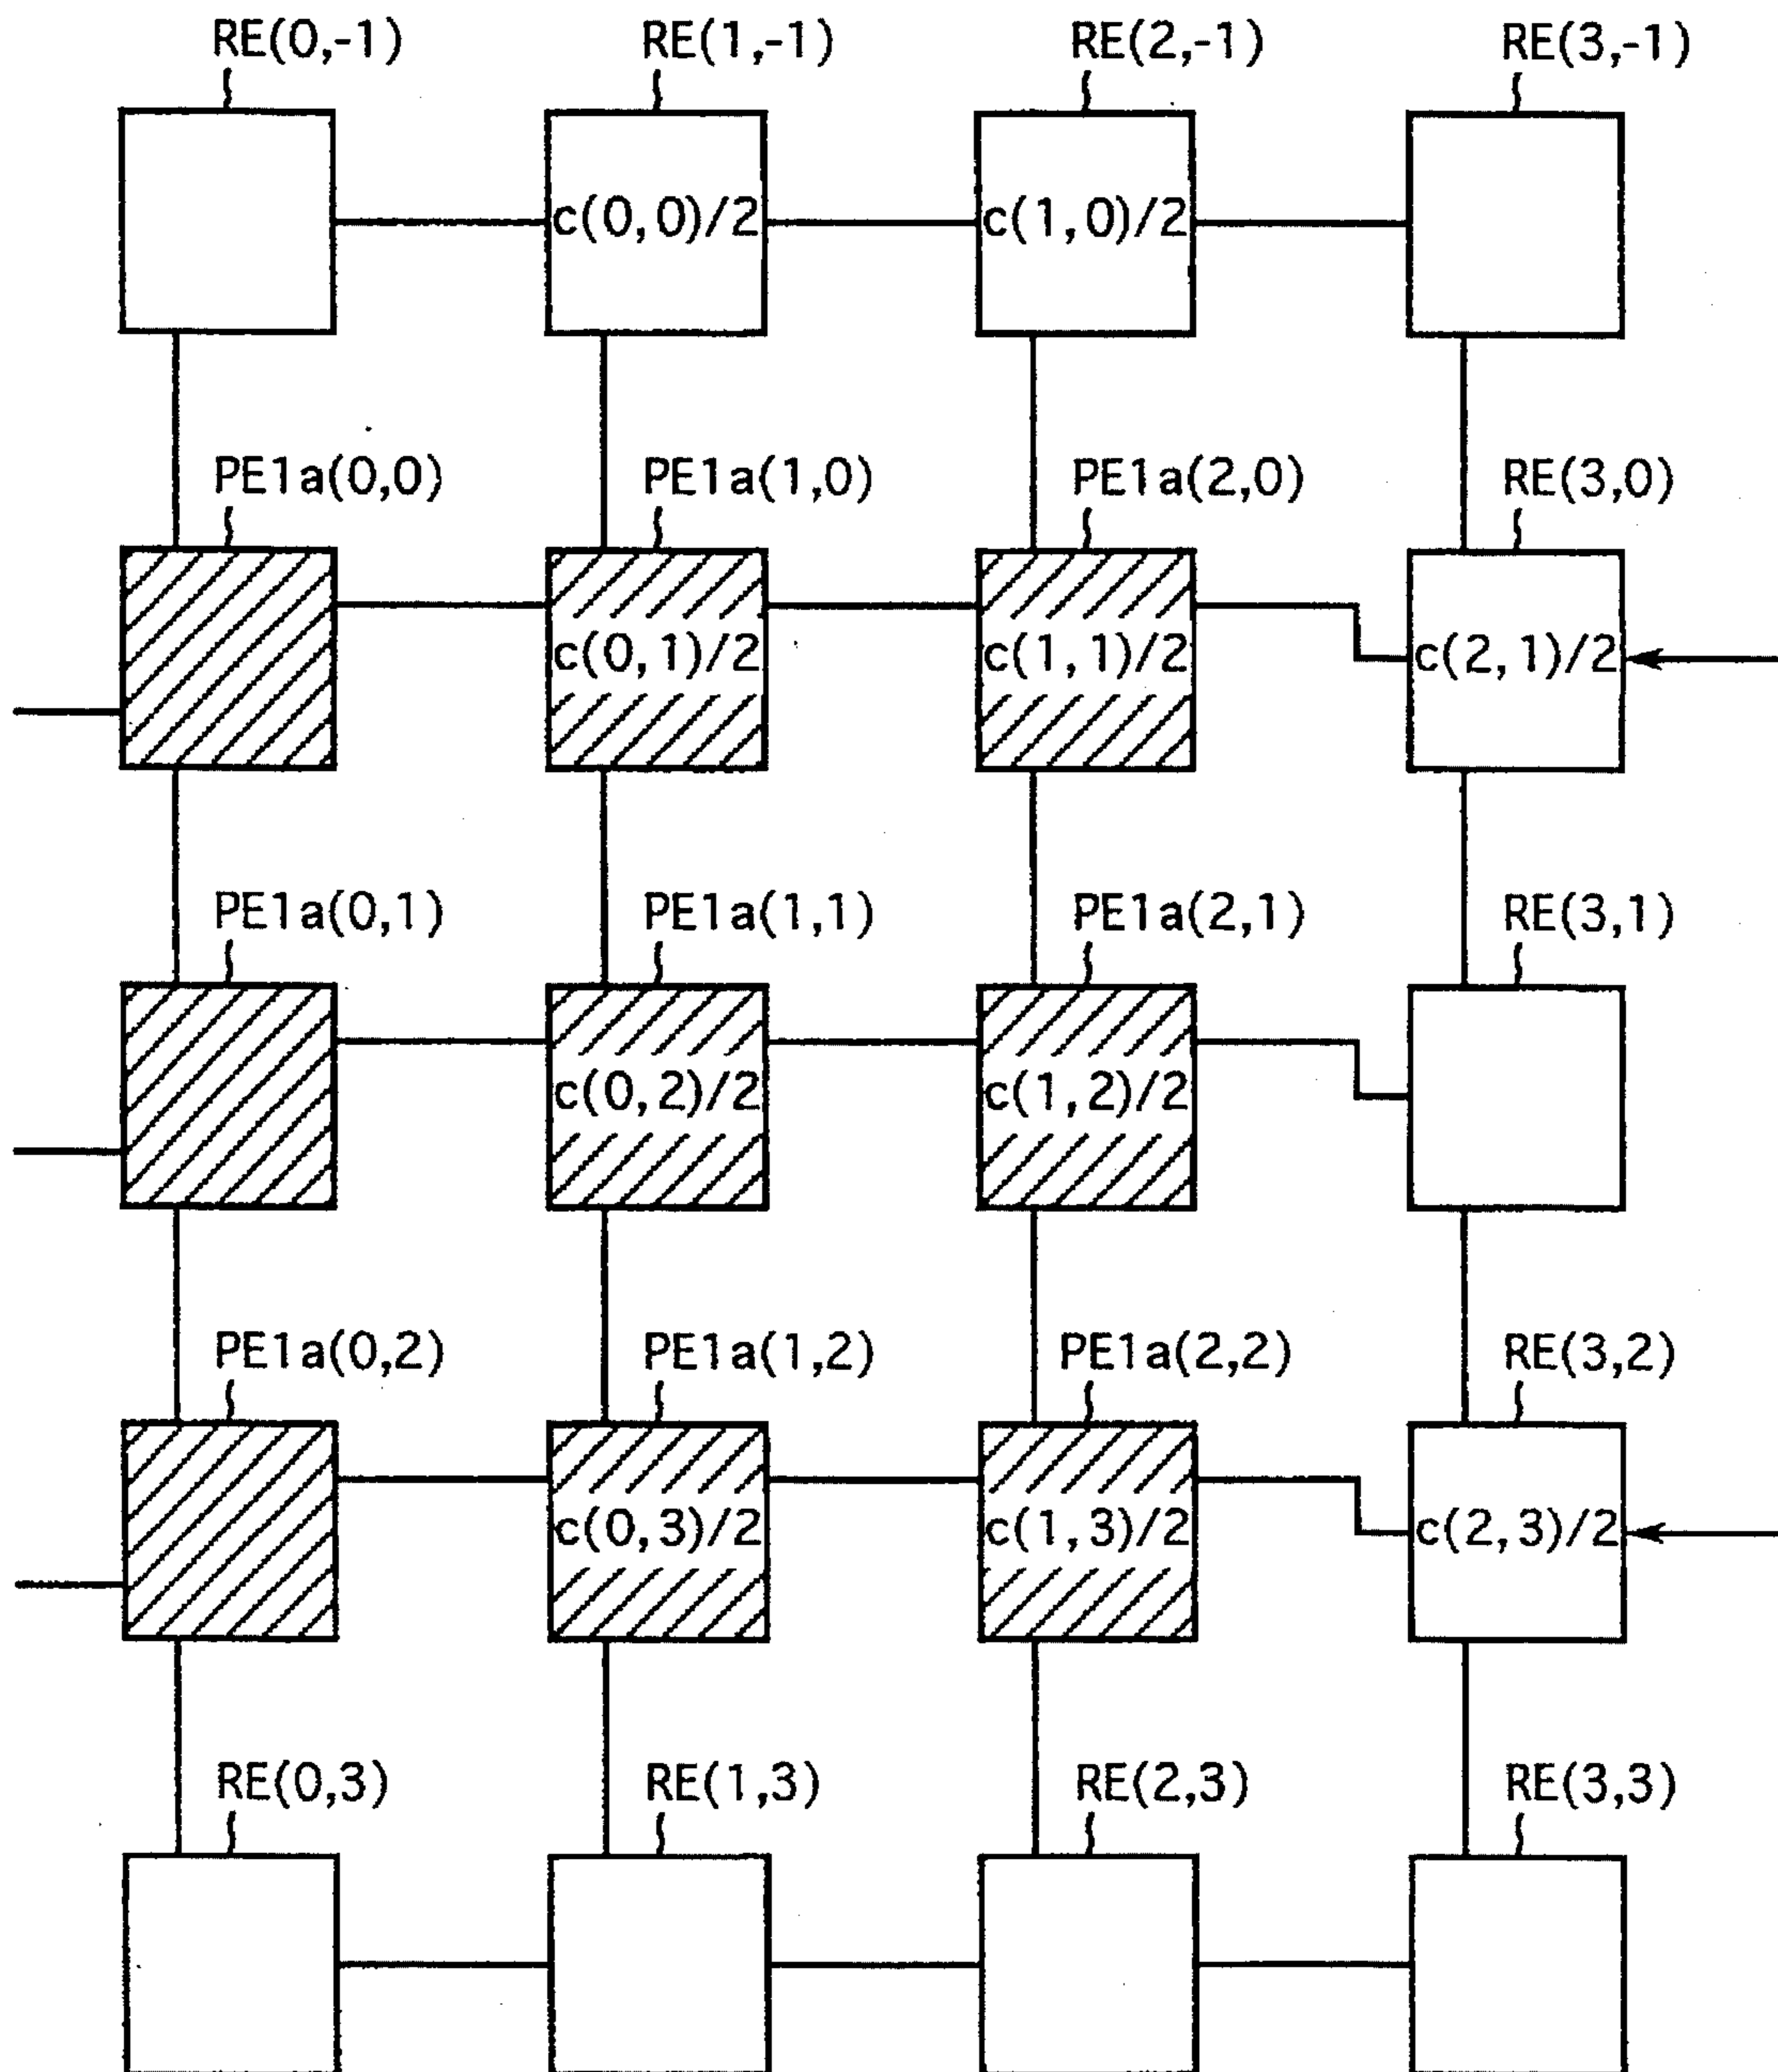 RE(0,-1) RE(1,-1) RE(2,-1) RE(3,-1)
c(0,0)/2 c(1,0)/2
PE1a(0,0) PE1a(1,0) PE1a(2,0) RE(3,0)
c(0,1)/2 c(1,1)/2 c(2,1)/2
PE1a(0,1) PE1a(1,1) PE1a(2,1) RE(3,1)
c(0,2)/2 c(1,2)/2
PE1a(0,2) PE1a(1,2) PE1a(2,2) RE(3,2)
c(0,3)/2 c(1,3)/2 c(2,3)/2
RE(0,3) RE(1,3) RE(2,3) RE(3,3)